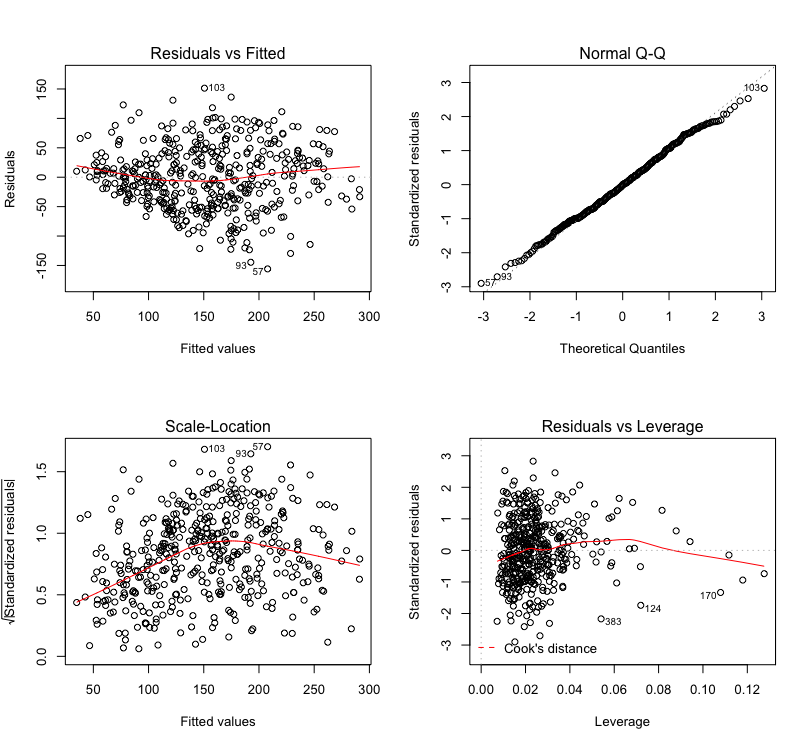 Residuals vs Fitted
Residuals
150
50
0
-50
-150
103
93
57
50 100 150 200 250 300
Fitted values
Normal Q-Q
Standardized residuals
3
2
1
0
-1
-2
-3
103
93
57
-3 -2 -1 0 1 2 3
Theoretical Quantiles
Scale-Location
√|Standardized residuals|
1.5
1.0
0.5
0.0
103
93
57
50 100 150 200 250 300
Fitted values
Residuals vs Leverage
Standardized residuals
3
2
1
0
-1
-2
-3
170
124
383
Cook's distance
0.00 0.02 0.04 0.06 0.08 0.10 0.12
Leverage